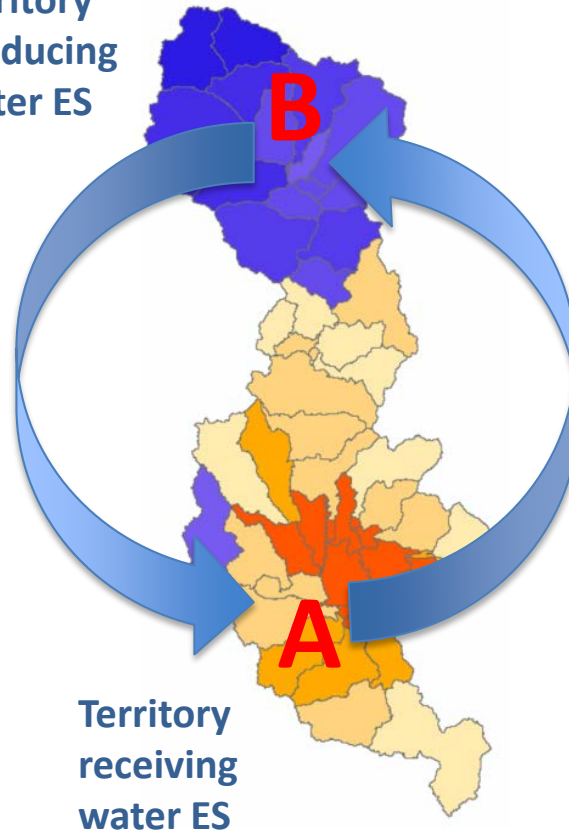 ritory
ducing
ter ES
B
A
Territory
receiving
water ES